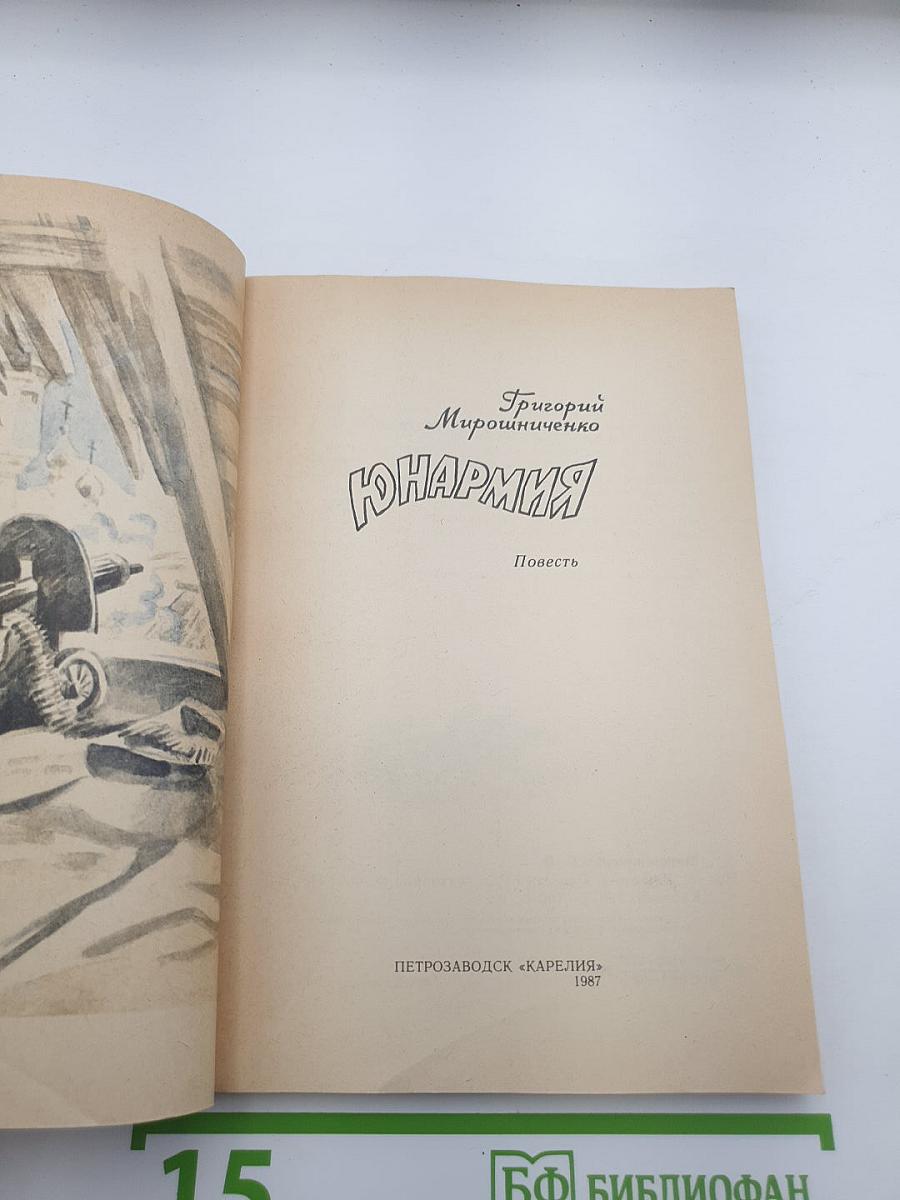 Григорий
Мирошниченко
ЮНАРМИЯ
Повесть
ПЕТРОЗАВОДСК «КАРЕЛИЯ»
1987
15
БФ БИБЛИОФАН